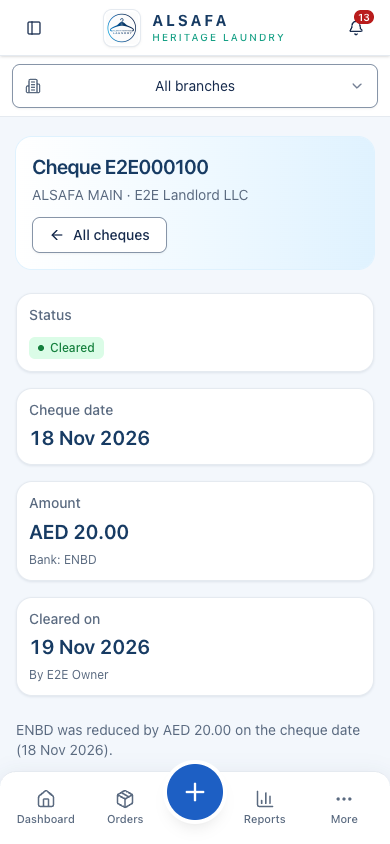 ALSAFA
HERITAGE LAUNDRY
13
All branches
Cheque E2E000100
ALSAFA MAIN · E2E Landlord LLC
← All cheques
Status
Cleared
Cheque date
18 Nov 2026
Amount
AED 20.00
Bank: ENBD
Cleared on
19 Nov 2026
By E2E Owner
ENBD was reduced by AED 20.00 on the cheque date
(18 Nov 2026).
Dashboard
Orders
Reports
More